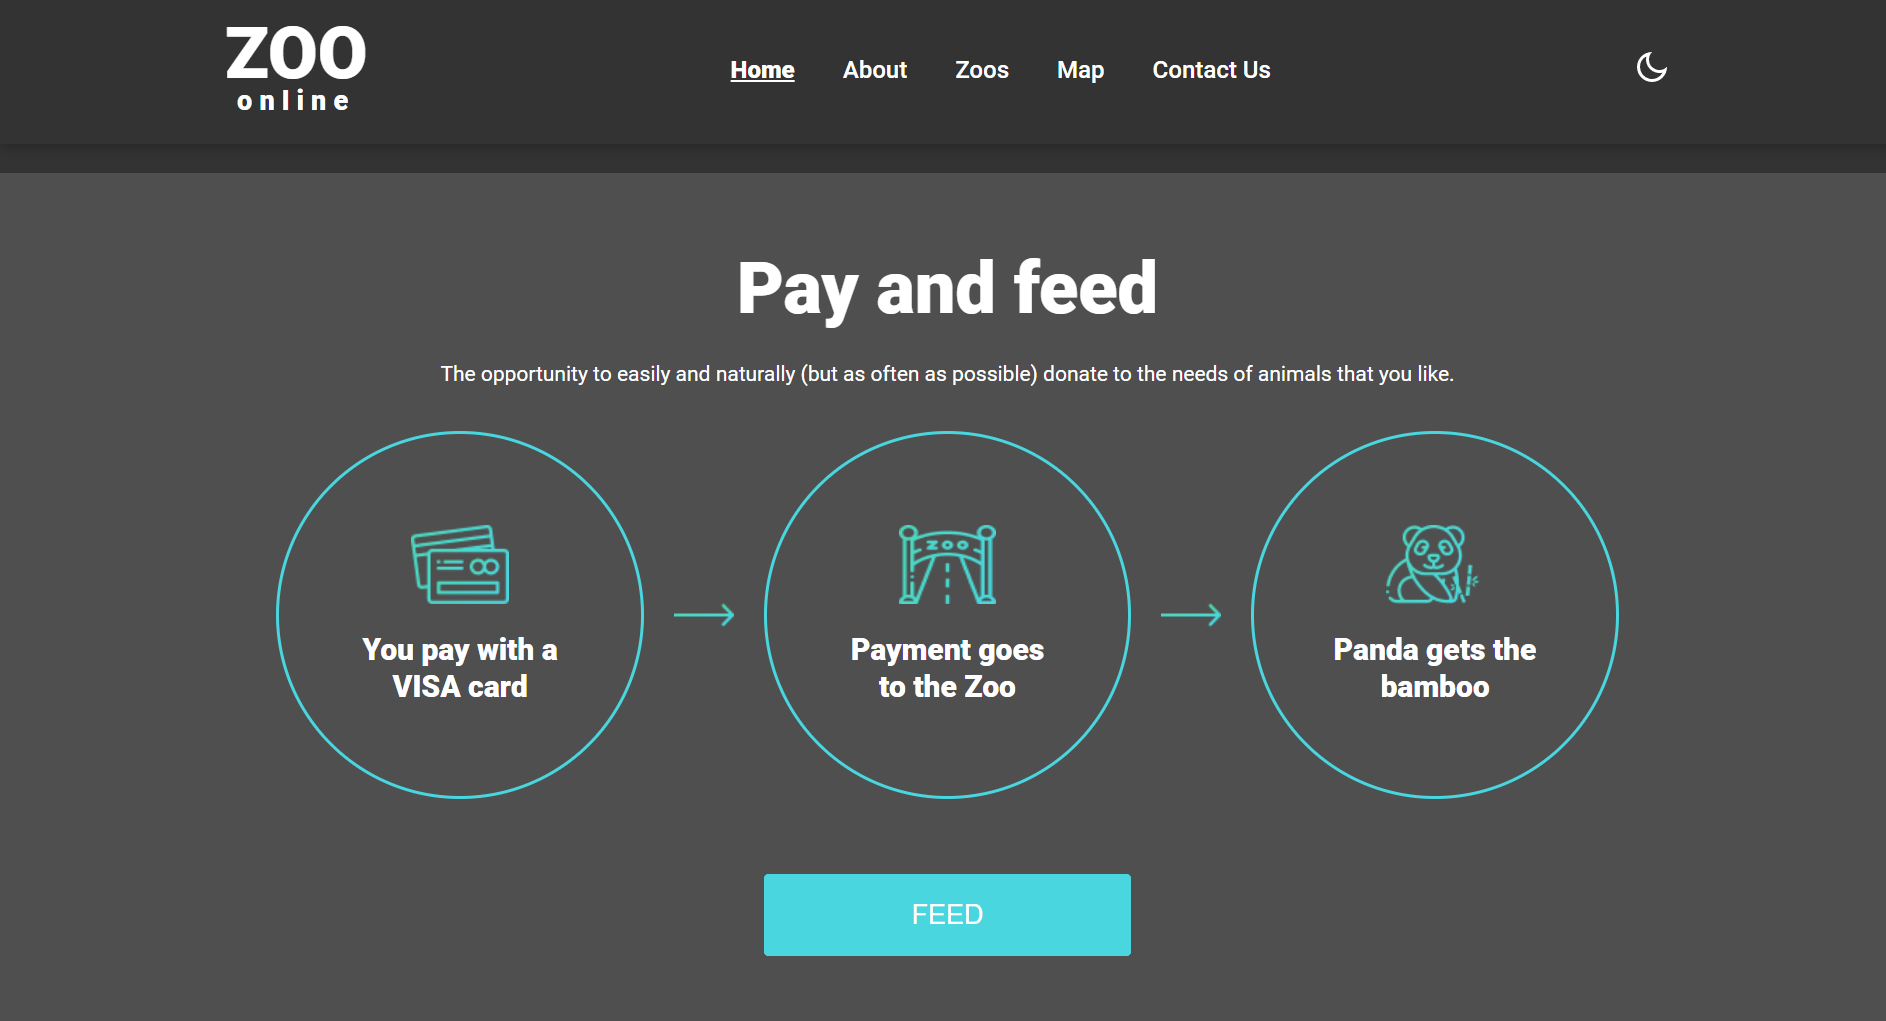 ZOO
online
Home About Zoos Map Contact Us
Pay and feed
The opportunity to easily and naturally (but as often as possible) donate to the needs of animals that you like.
ZOO
You pay with a
VISA card
Payment goes
to the Zoo
Panda gets the
bamboo
FEED